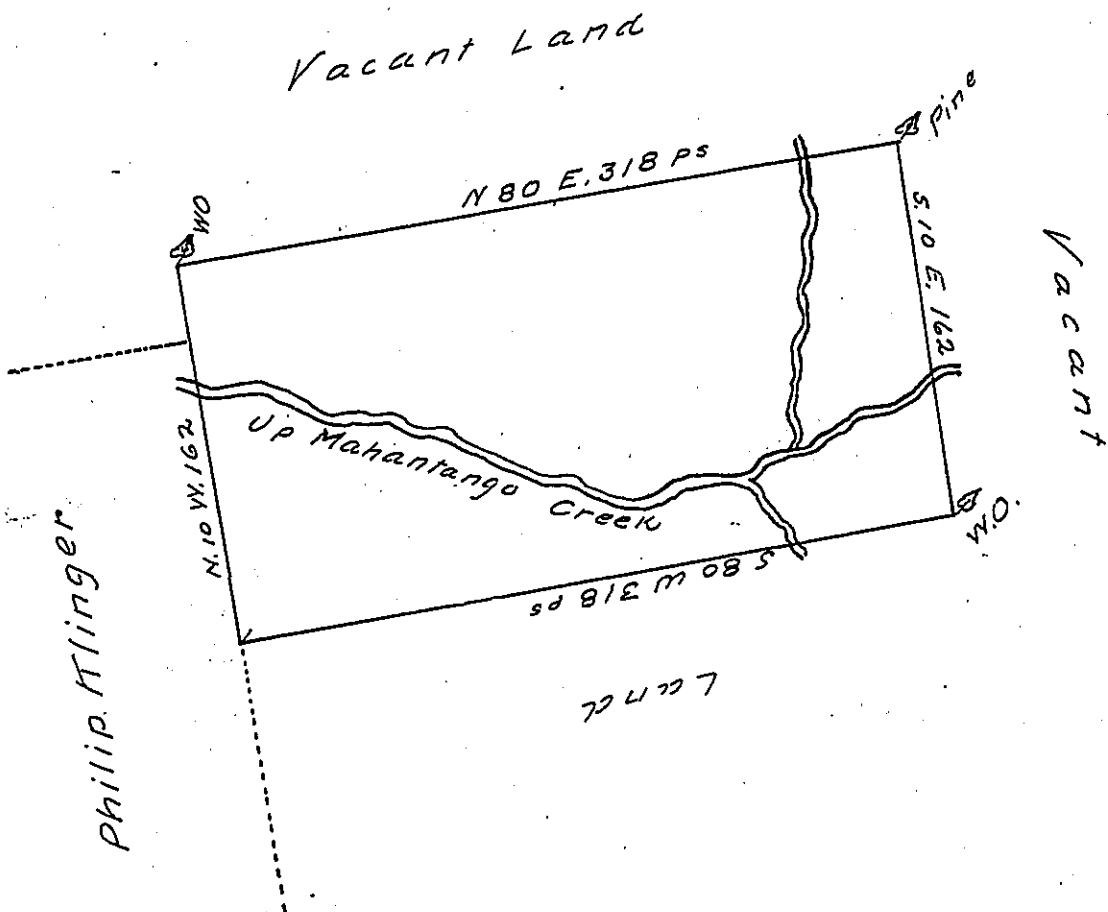 Vacant Land
Pine
N 80 E. 318 ps
WO
S. 10 E. 162
Vacant
Up Mahantango Creek
N. 10 W. 162
W.O.
S 80 W 318 ps
Philip. Klinger
Land